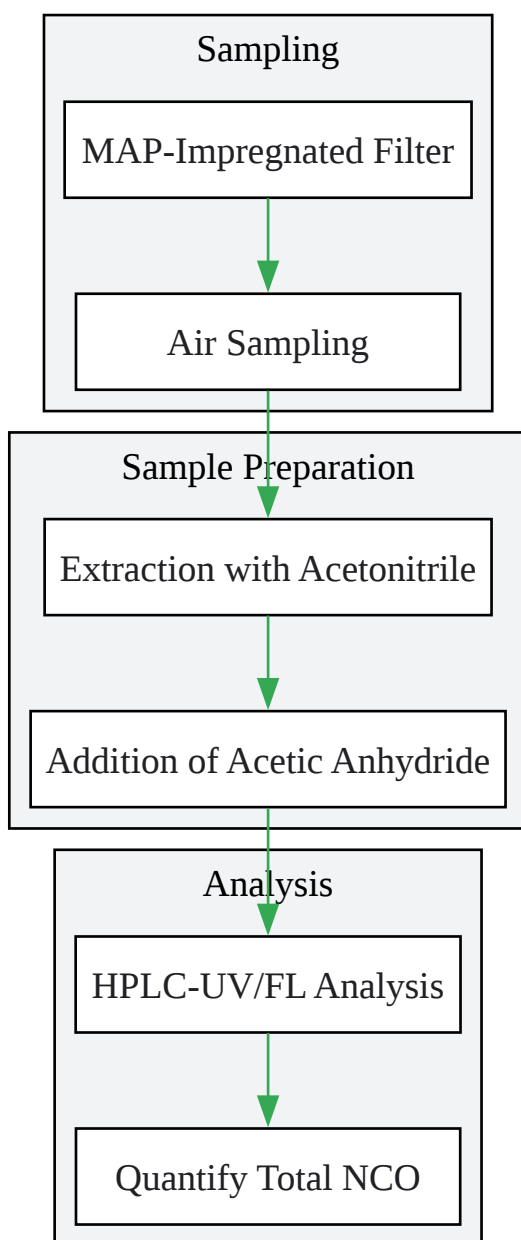 Sampling
MAP-Impregnated Filter
Air Sampling
Sample Preparation
Extraction with Acetonitrile
Addition of Acetic Anhydride
Analysis
HPLC-UV/FL Analysis
Quantify Total NCO